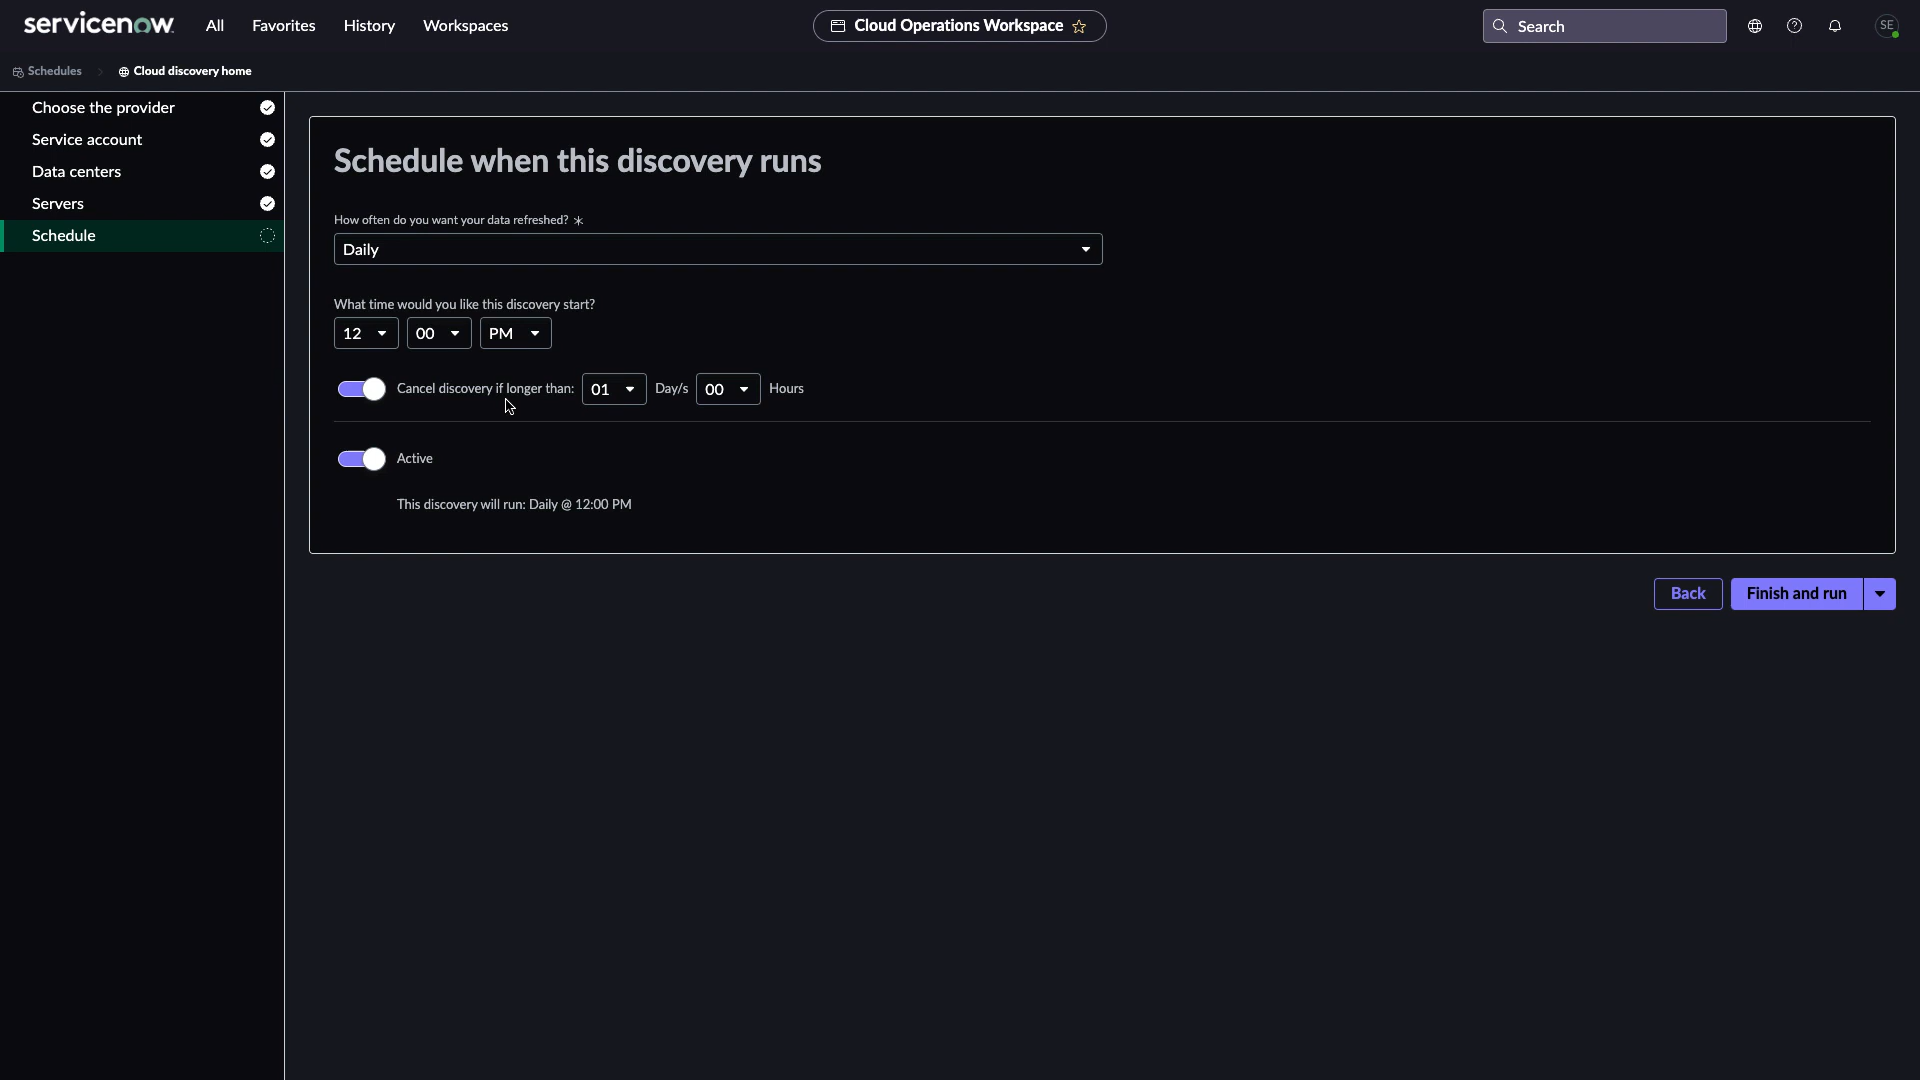 servicenow All Favorites History Workspaces Cloud Operations Workspace Search SE
Schedules Cloud discovery home
Choose the provider
Service account
Data centers
Servers
Schedule
Schedule when this discovery runs
How often do you want your data refreshed? *
Daily
What time would you like this discovery start?
12 00 PM
Cancel discovery if longer than: 01 Day/s 00 Hours
Active
This discovery will run: Daily @ 12:00 PM
Back Finish and run